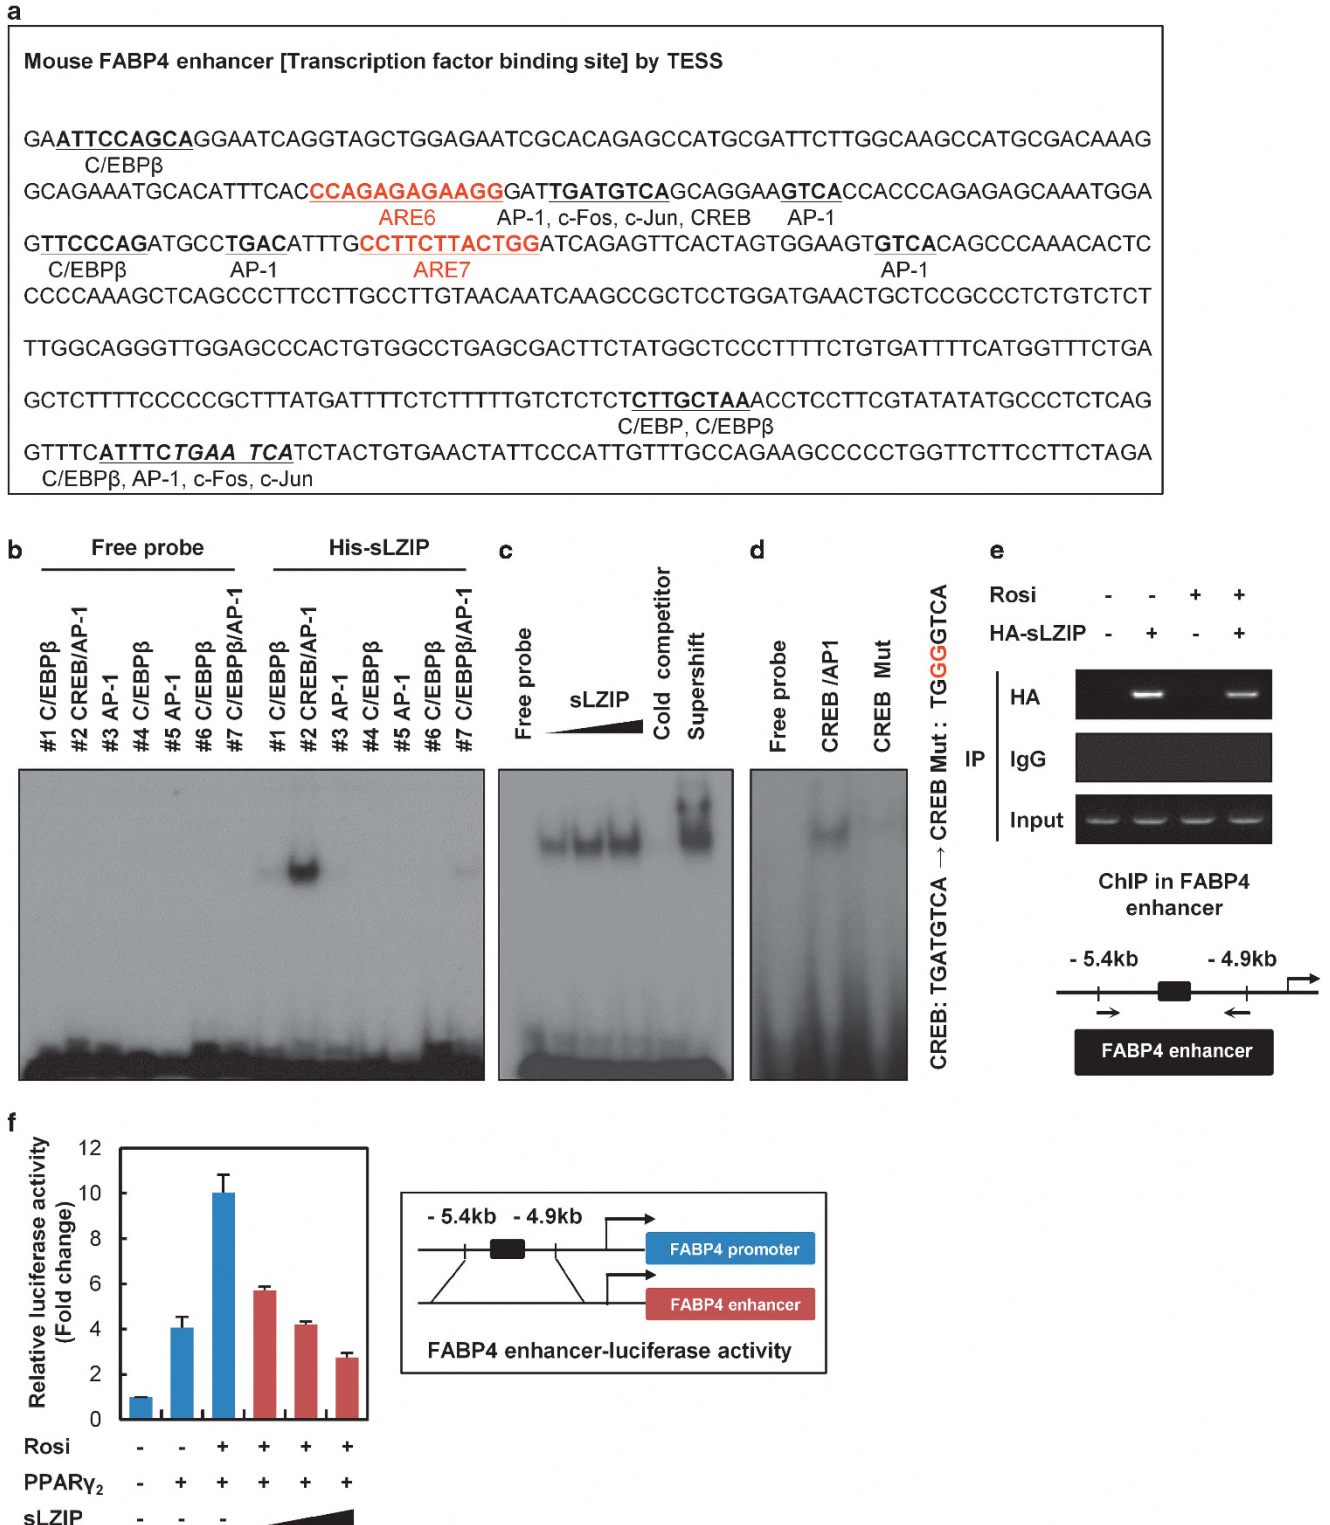 a
Mouse FABP4 enhancer [Transcription factor binding site] by TESS
GAATTCCAGCAGGAATCAGGTAGCTGGAGAATCGCACAGAGCCATGCGATTCTTGGCAAGCCATGCGACAAAG
C/EBPβ
GCAGAAATGCACATTTCACCCAGAGAGAAGGGATTGATGTCAGCAGGAAGTCACCACCCAGAGAGCAAATGGA
ARE6 AP-1, c-Fos, c-Jun, CREB AP-1
GTTCCCAGATGCCTGACATTTGCCTTCTTACTGGATCAGAGTTCACTAGTGGAAGTGTCACAGCCCAAACACTC
C/EBPβ AP-1 ARE7 AP-1
CCCCAAAGCTCAGCCCTTCCTTGCCTTGTAACAATCAAGCCGCTCCTGGATGAACTGCTCCGCCCTCTGTCTCT
TTGGCAGGGTTGGAGCCCACTGTGGCCTGAGCGACTTCTATGGCTCCCTTTTCTGTGATTTTCATGGTTTCTGA
GCTCTTTTCCCCCGCTTTATGATTTTCTCTTTTTGTCTCTCTCTTGCTAAACCTCCTTCGTATATATGCCCTCTCAG
C/EBP, C/EBPβ
GTTTCATTTCTGAA TCATCTACTGTGAACTATTCCCATTGTTTGCCAGAAGCCCCCTGGTTCTTCCTTCTAGA
C/EBPβ, AP-1, c-Fos, c-Jun
b
Free probe His-sLZIP
#1 C/EBPβ
#2 CREB/AP-1
#3 AP-1
#4 C/EBPβ
#5 AP-1
#6 C/EBPβ
#7 C/EBPβ/AP-1
#1 C/EBPβ
#2 CREB/AP-1
#3 AP-1
#4 C/EBPβ
#5 AP-1
#6 C/EBPβ
#7 C/EBPβ/AP-1
c
Free probe
sLZIP
Cold competitor
Supershift
d
Free probe
CREB /AP1
CREB Mut
CREB: TGATGTCA → CREB Mut : TGGGGTCA
e
Rosi - - + +
HA-sLZIP - + - +
IP
HA
IgG
Input
ChIP in FABP4
enhancer
- 5.4kb - 4.9kb
FABP4 enhancer
f
Relative luciferase activity
(Fold change)
12
10
8
6
4
2
0
Rosi - - + + + +
PPARγ2 - + + + + +
sLZIP - - -
- 5.4kb - 4.9kb
FABP4 promoter
FABP4 enhancer
FABP4 enhancer-luciferase activity